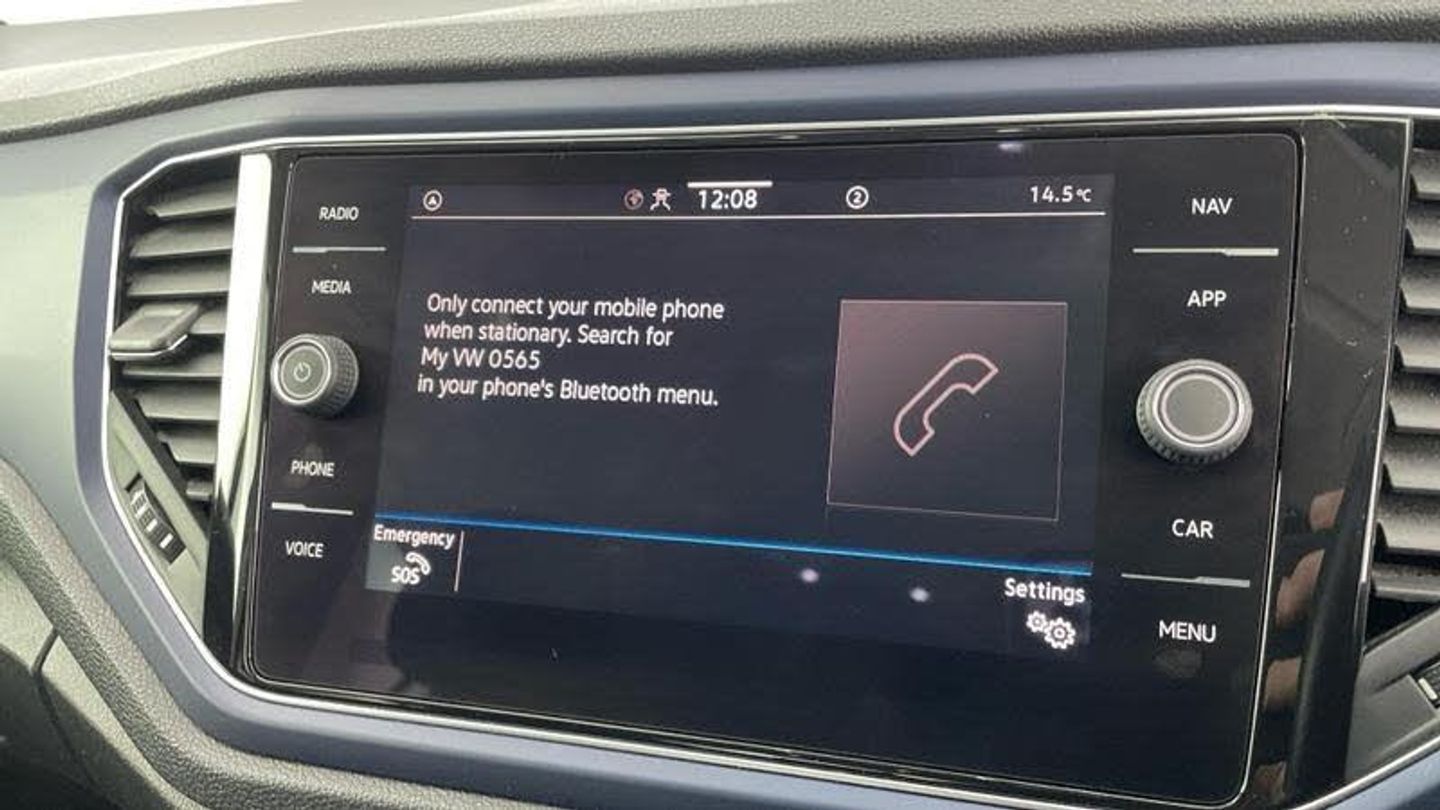 RADIO
MEDIA
PHONE
VOICE
12:08
2
14.5°C
Only connect your mobile phone
when stationary. Search for
My VW 0565
in your phone's Bluetooth menu.
Emergency
SOS
Settings
NAV
APP
CAR
MENU